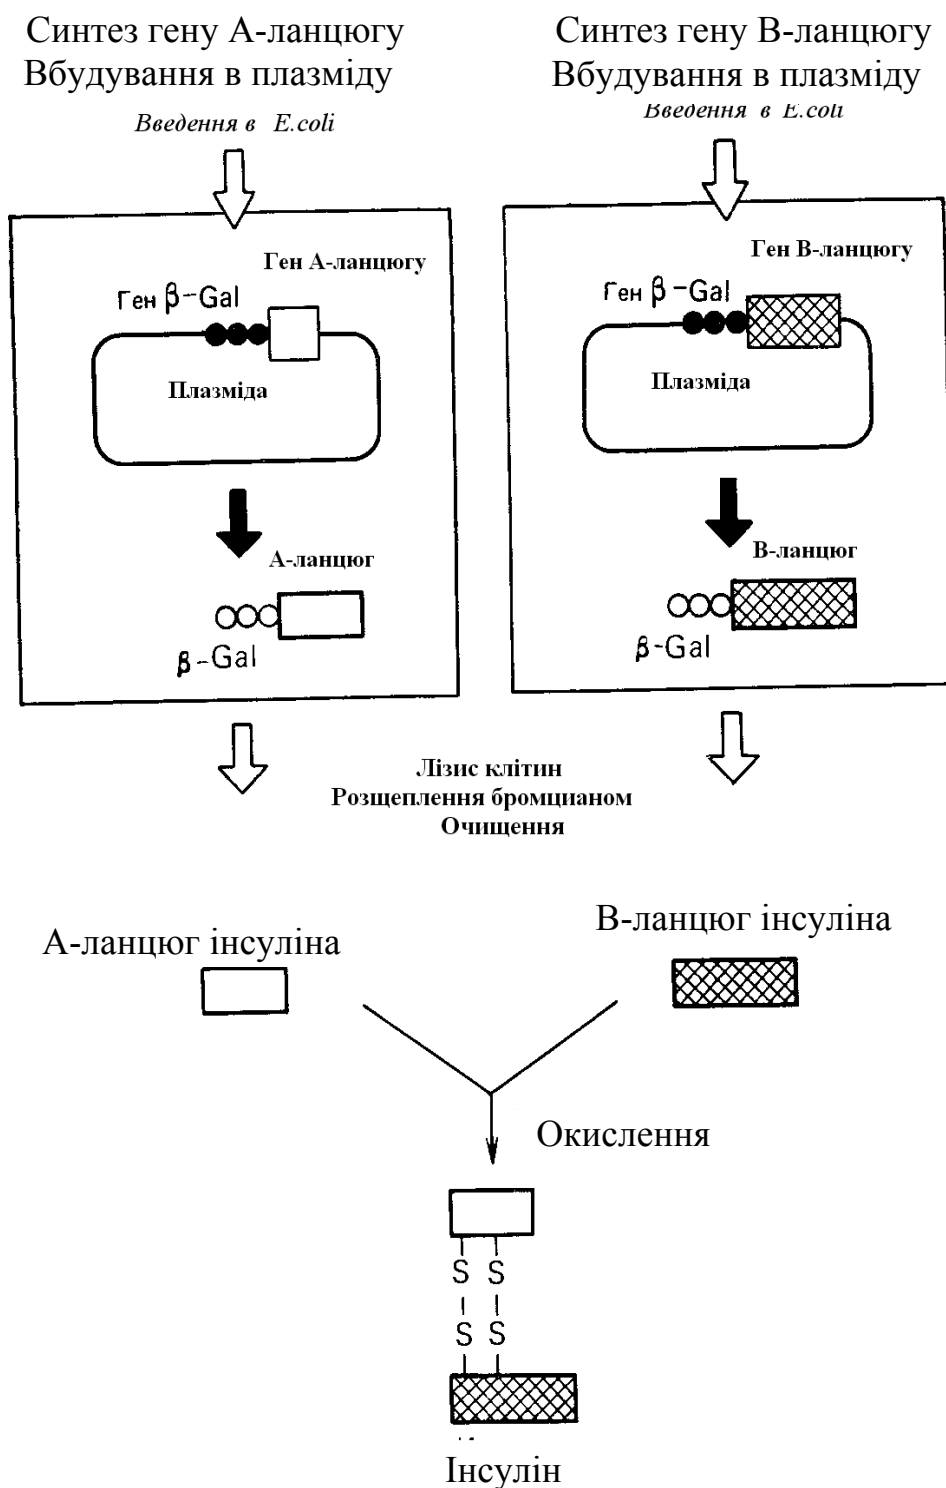 Синтез гену А-ланцюгу
Вбудування в плазміду
Введення в E.coli
Ген А-ланцюгу
Ген β-Gal
Плазміда
А-ланцюг
β-Gal
Синтез гену В-ланцюгу
Вбудування в плазміду
Введення в E.coli
Ген В-ланцюгу
Ген β-Gal
Плазміда
В-ланцюг
β-Gal
Лізис клітин
Розщеплення бромцианом
Очищення
А-ланцюг інсуліна
В-ланцюг інсуліна
Окислення
S S
S S
Інсулін